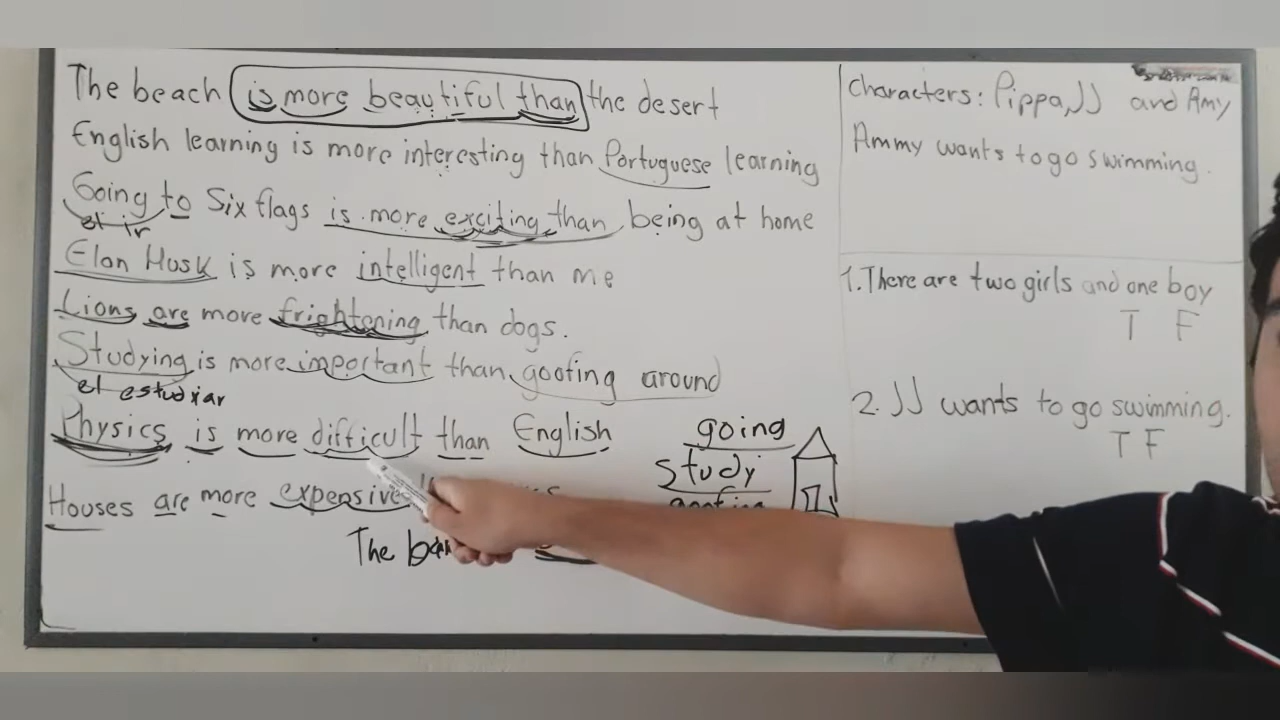 The beach is more beautiful than the desert
English learning is more interesting than Portuguese learning
Going to Six flags is more exciting than being at home
el ir
Elon Musk is more intelligent than me
Lions are more frightening than dogs.
Studying is more important than goofing around
el estudiar
Physics is more difficult than English
Houses are more expensive
The
going
study
goofing
Characters: Pippa, JJ and Amy
Ammy wants to go swimming.
1. There are two girls and one boy
T F
2. JJ wants to go swimming.
T F